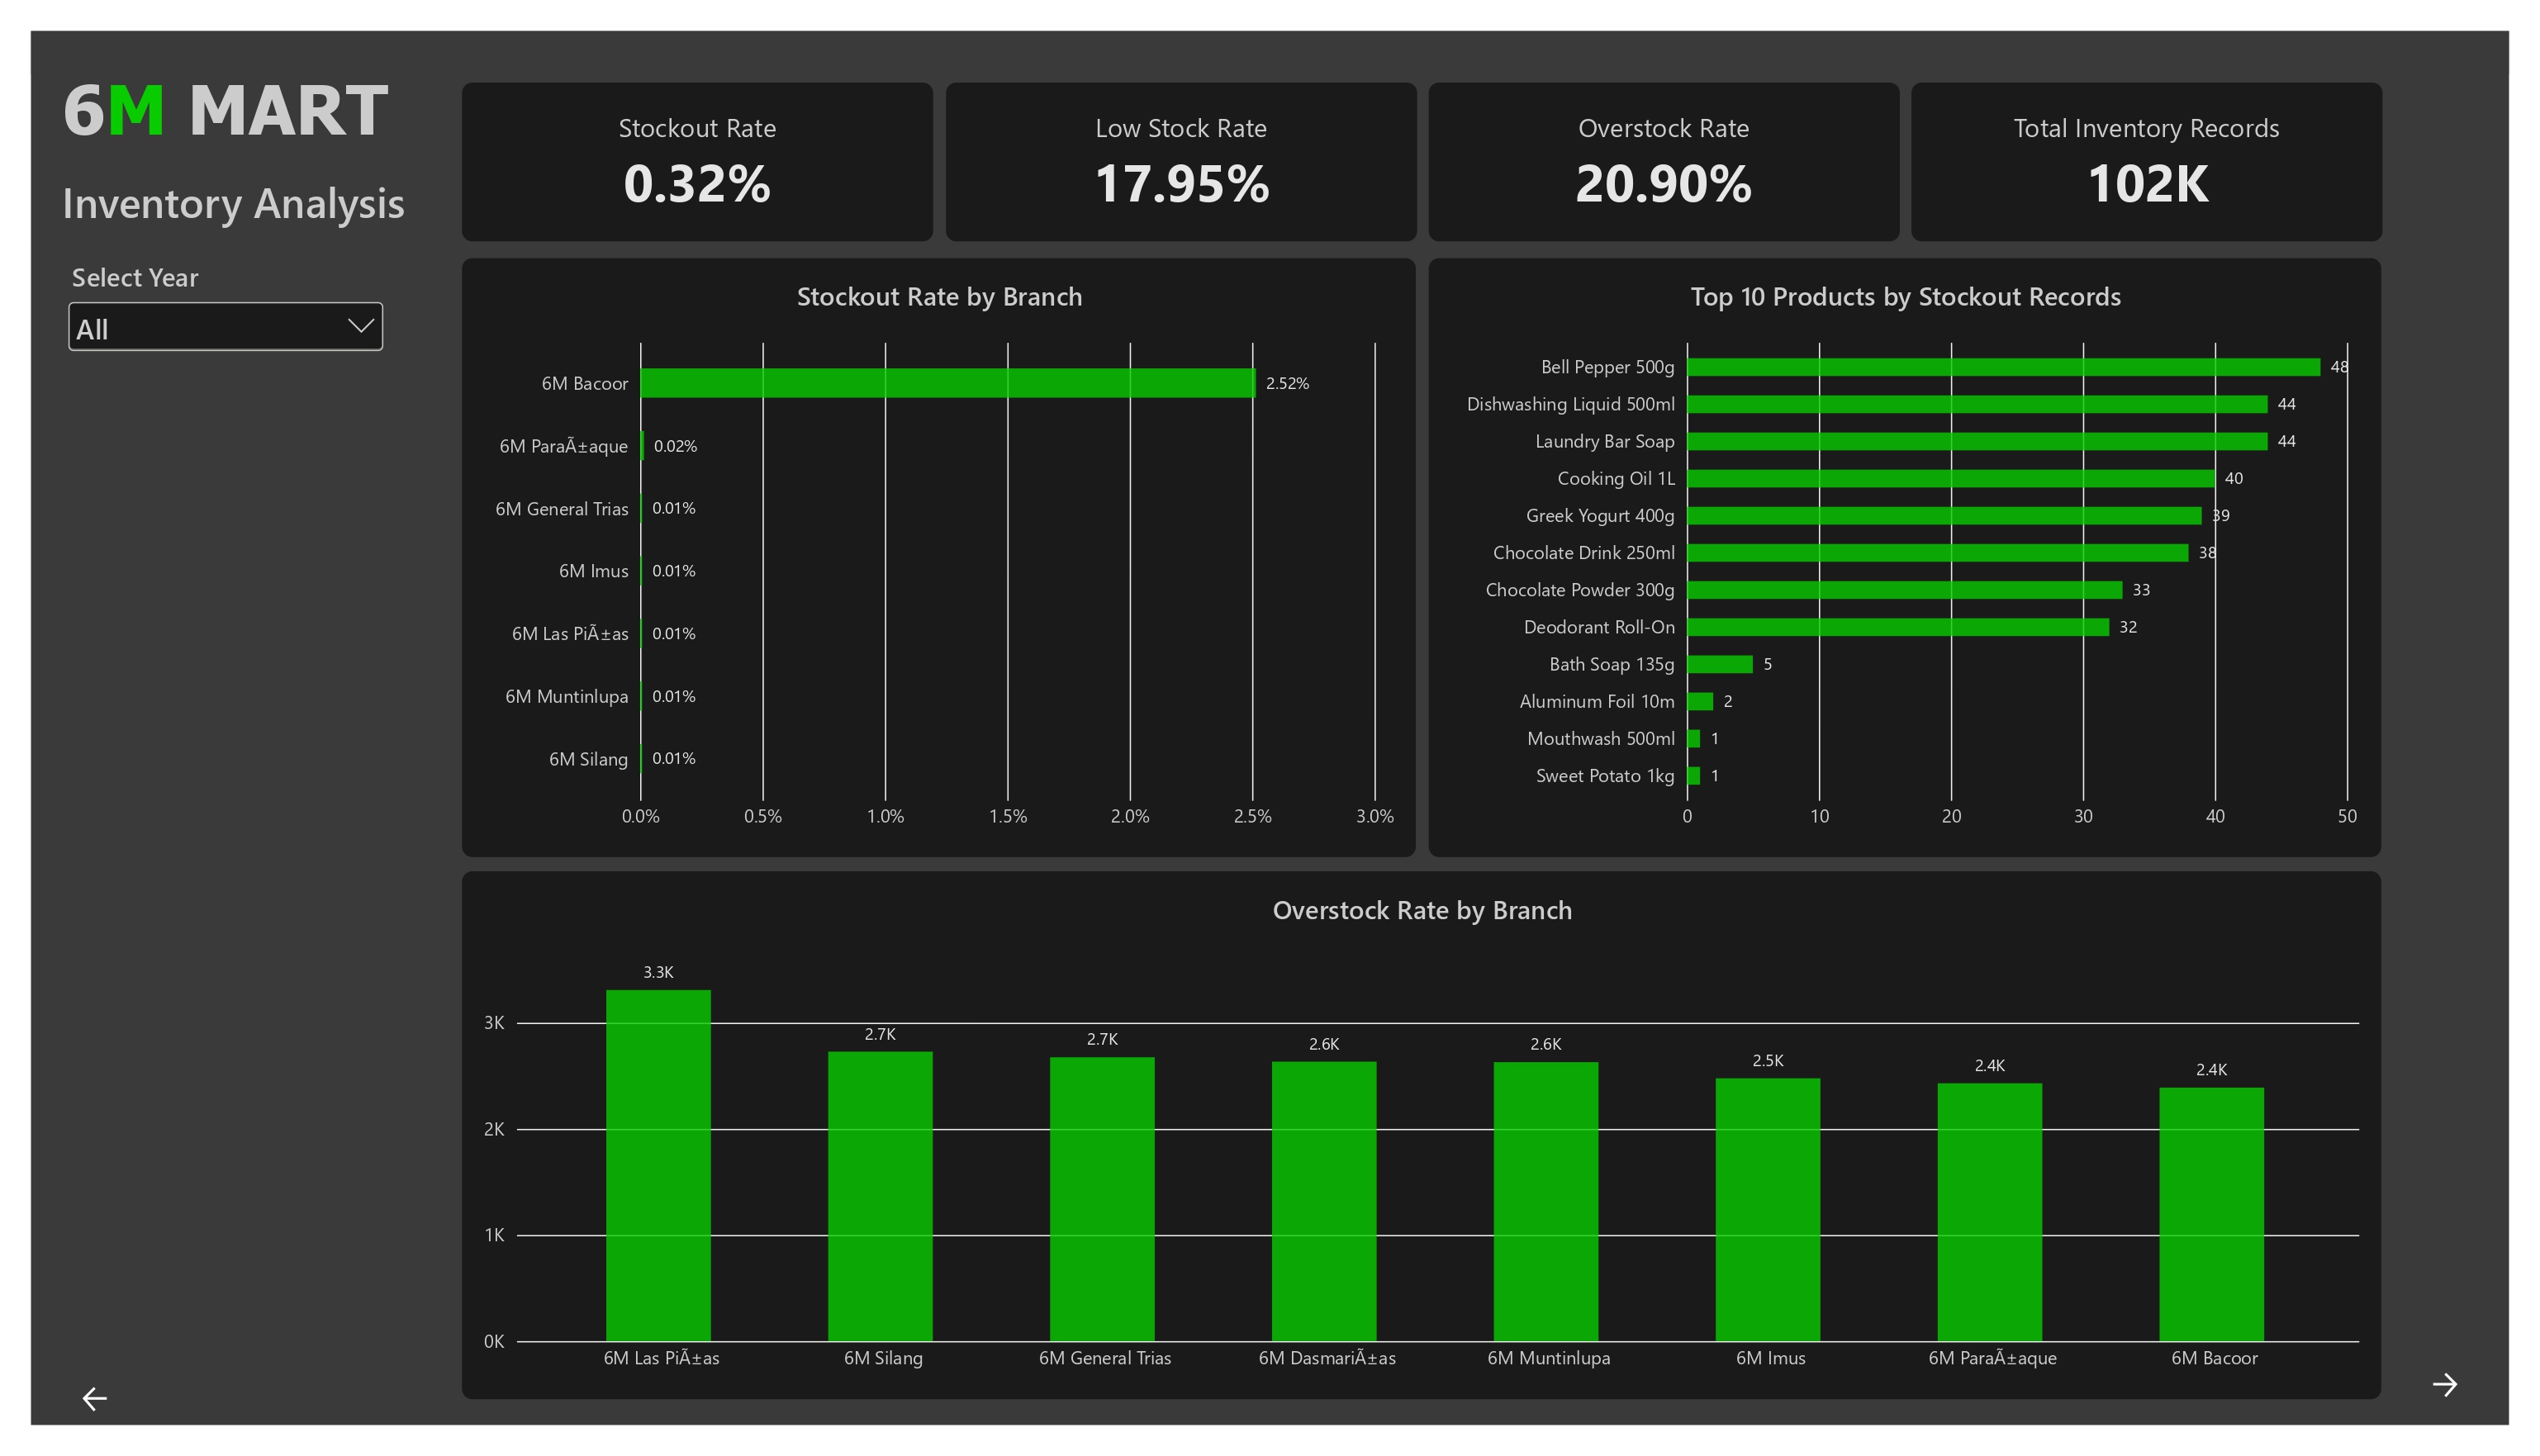 6M MART
Inventory Analysis
Select Year
All
Stockout Rate
0.32%
Low Stock Rate
17.95%
Overstock Rate
20.90%
Total Inventory Records
102K
Stockout Rate by Branch
6M Bacoor
2.52%
6M ParaÃ±aque
0.02%
6M General Trias
0.01%
6M Imus
0.01%
6M Las PiÃ±as
0.01%
6M Muntinlupa
0.01%
6M Silang
0.01%
0.0% 0.5% 1.0% 1.5% 2.0% 2.5% 3.0%
Top 10 Products by Stockout Records
Bell Pepper 500g
48
Dishwashing Liquid 500ml
44
Laundry Bar Soap
44
Cooking Oil 1L
40
Greek Yogurt 400g
39
Chocolate Drink 250ml
38
Chocolate Powder 300g
33
Deodorant Roll-On
32
Bath Soap 135g
5
Aluminum Foil 10m
2
Mouthwash 500ml
1
Sweet Potato 1kg
1
0 10 20 30 40 50
Overstock Rate by Branch
3K
2K
1K
0K
3.3K 2.7K 2.7K 2.6K 2.6K 2.5K 2.4K 2.4K
6M Las PiÃ±as 6M Silang 6M General Trias 6M DasmariÃ±as 6M Muntinlupa 6M Imus 6M ParaÃ±aque 6M Bacoor